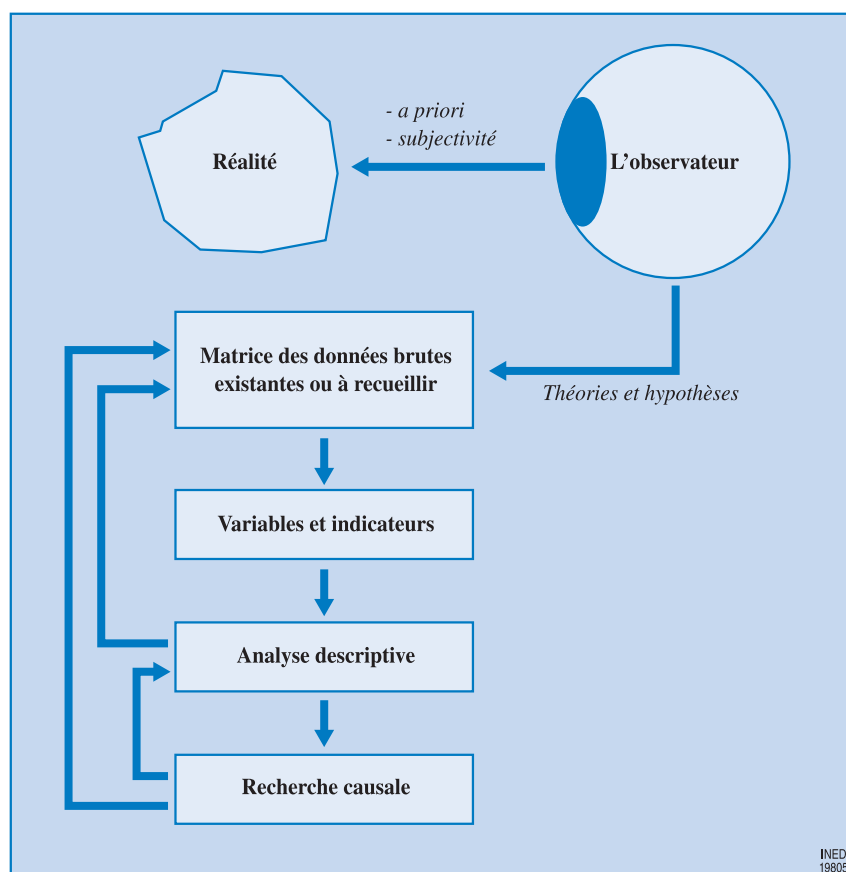 - a priori
- subjectivité
Réalité
L'observateur
Matrice des données brutes
existantes ou à recueillir
Théories et hypothèses
Variables et indicateurs
Analyse descriptive
Recherche causale
INED
19805